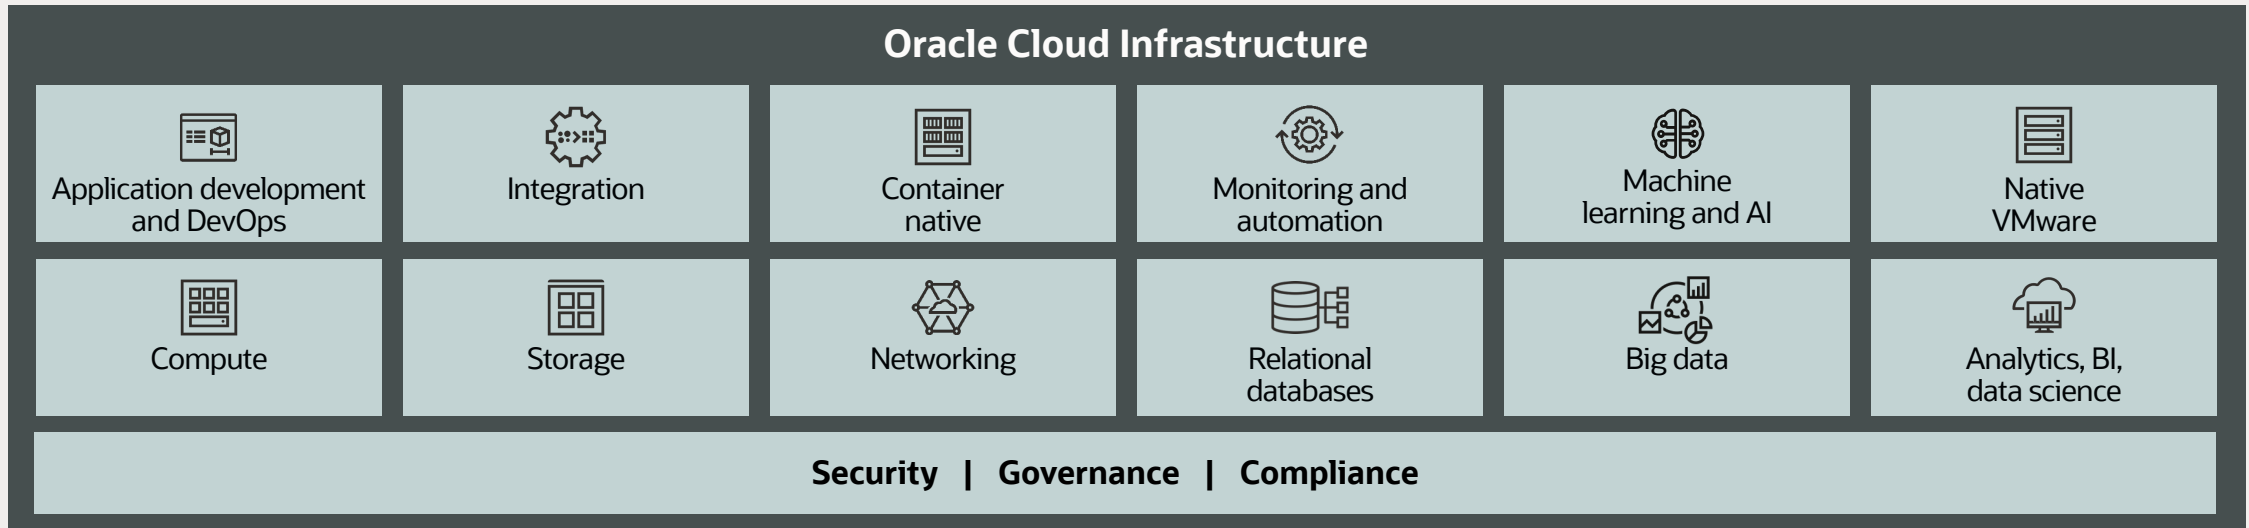 Oracle Cloud Infrastructure
Application development
and DevOps
Integration
Container
native
Monitoring and
automation
Machine
learning and AI
Native
VMware
Compute
Storage
Networking
Relational
databases
Big data
Analytics, BI,
data science
Security | Governance | Compliance